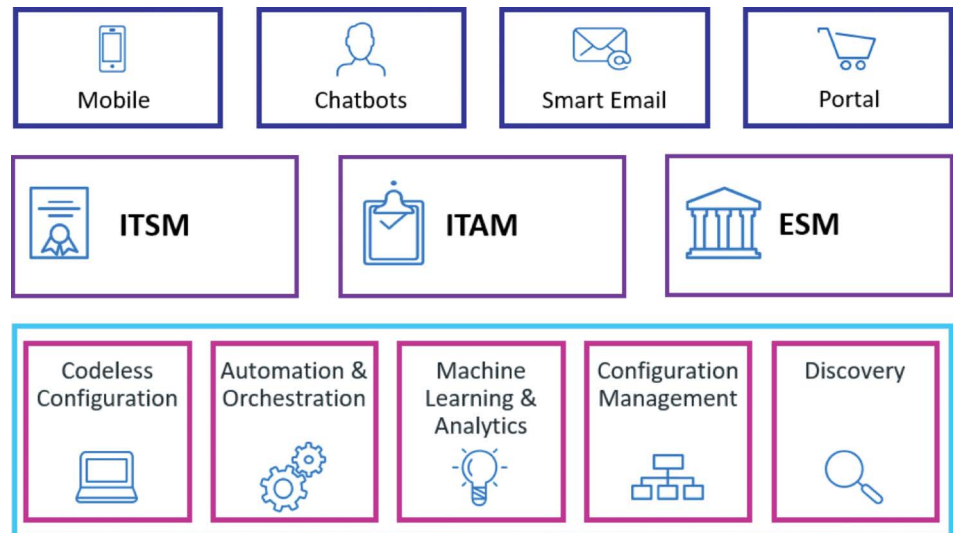 Mobile
Chatbots
Smart Email
Portal
ITSM
ITAM
ESM
Codeless
Configuration
Automation &
Orchestration
Machine
Learning &
Analytics
Configuration
Management
Discovery